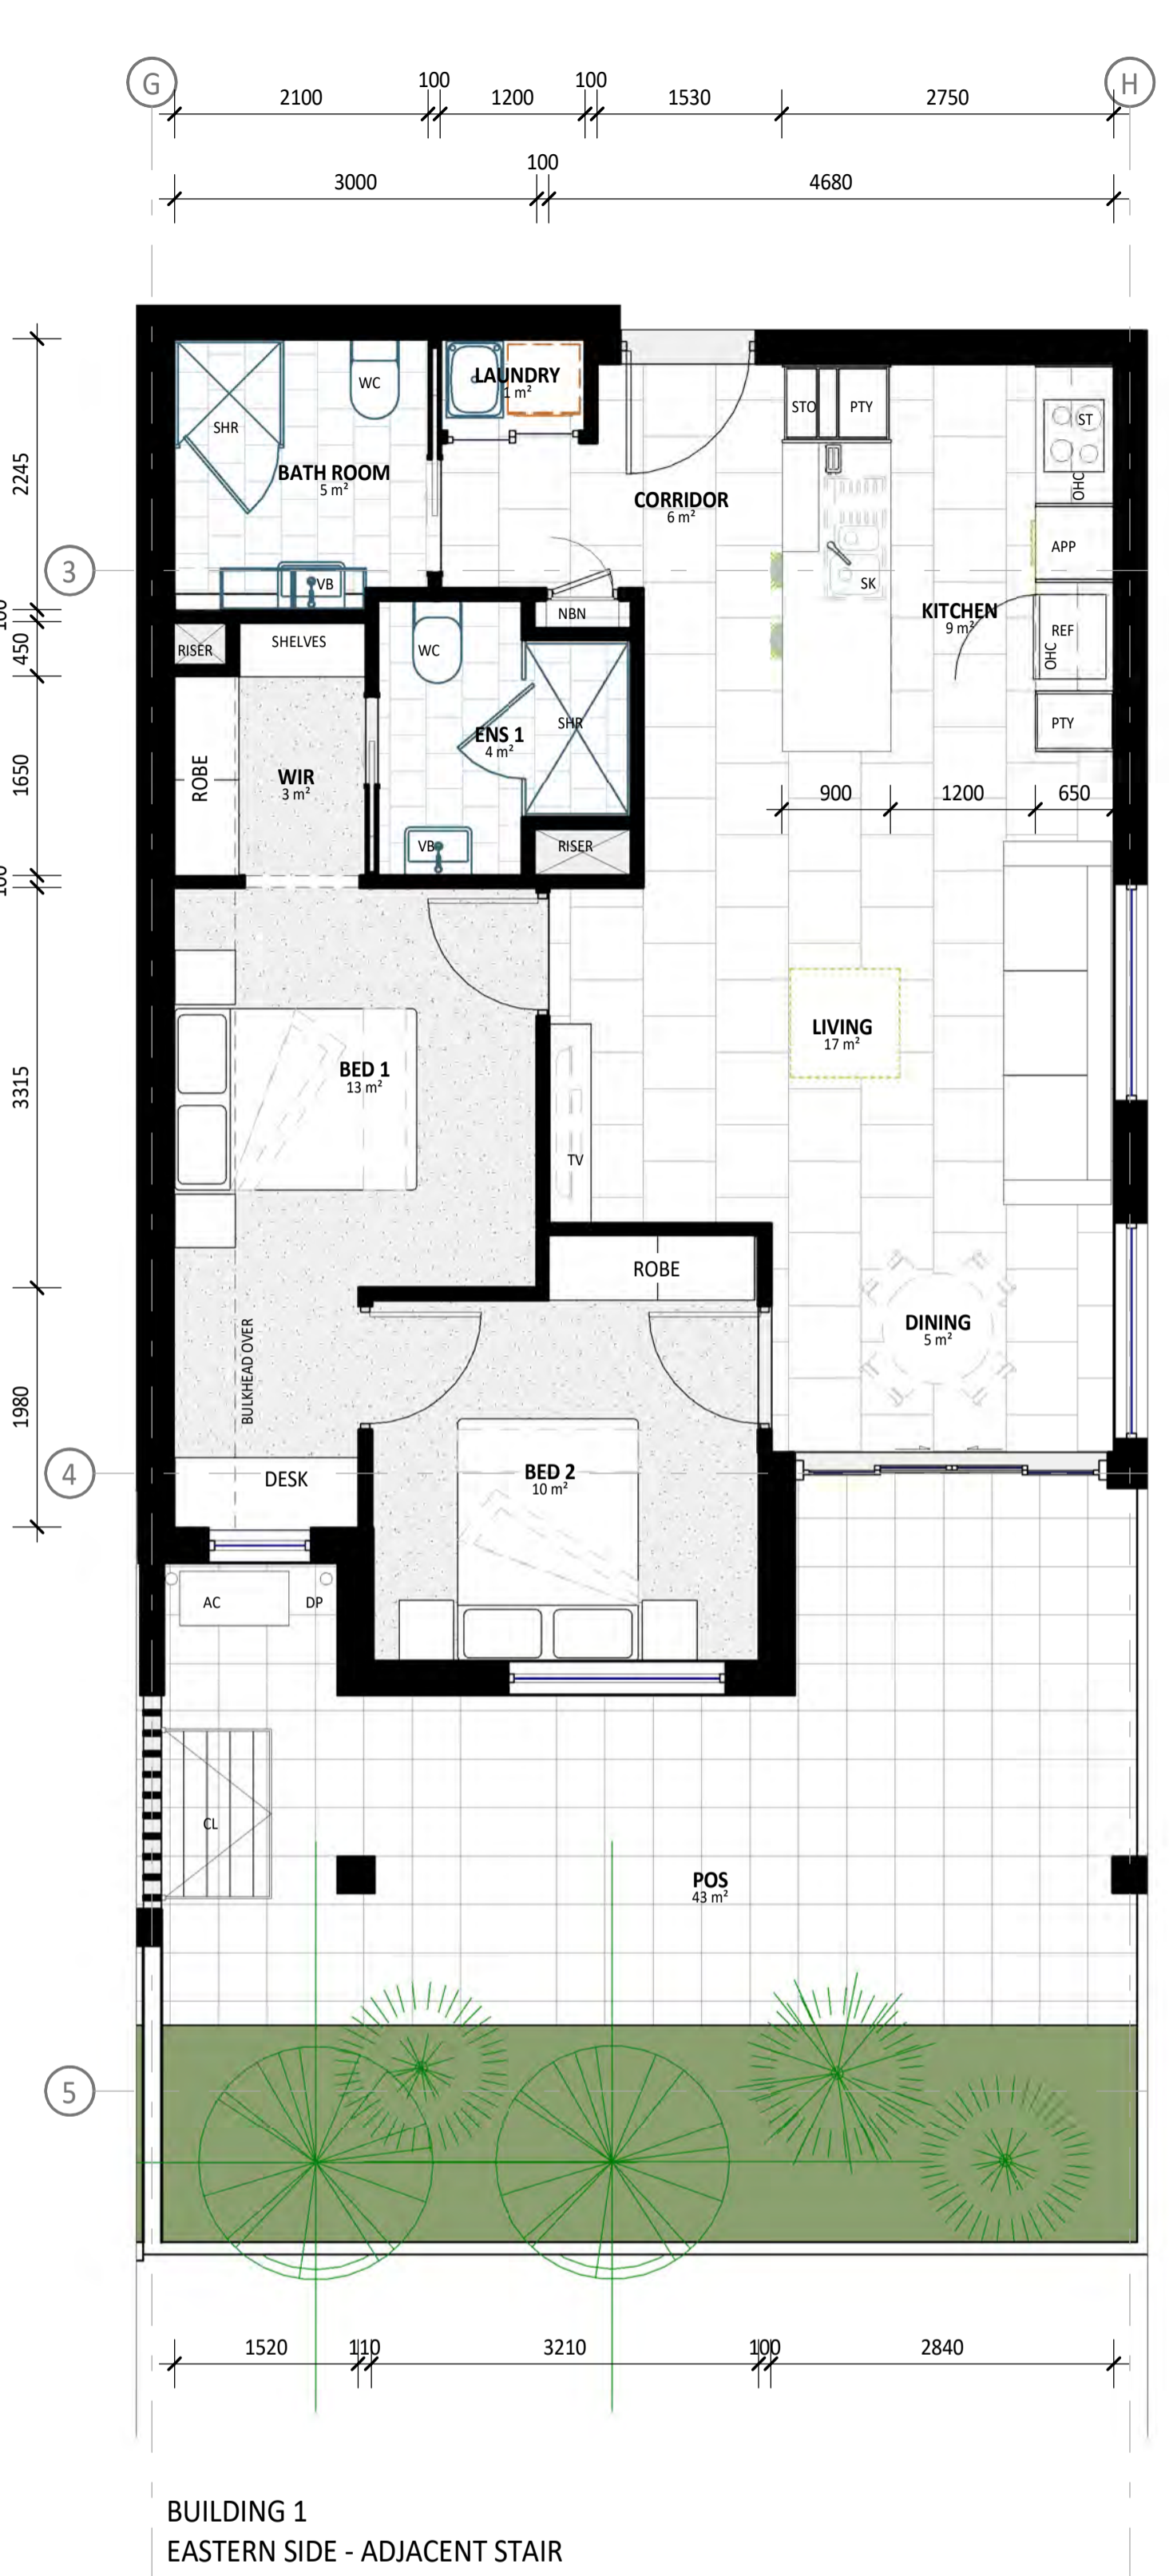 G
H
100
100
2100
1200
1530
2750
100
3000
4680
WC
LAUNDRY
1 m²
STO
PTY
ST
SHR
BATH ROOM
5 m²
OHC
CORRIDOR
6 m²
2245
APP
3
VB
SK
100
NBN
KITCHEN
9 m²
REF
450
RISER
SHELVES
WC
OHC
SHR
PTY
ENS 1
4 m²
1650
ROBE
WIR
3 m²
900
1200
650
VB
RISER
100
LIVING
17 m²
3315
BED 1
13 m²
TV
ROBE
DINING
5 m²
BULKHEAD OVER
1980
4
DESK
BED 2
10 m²
AC
DP
CL
POS
43 m²
5
1520
110
3210
100
2840
BUILDING 1
EASTERN SIDE - ADJACENT STAIR